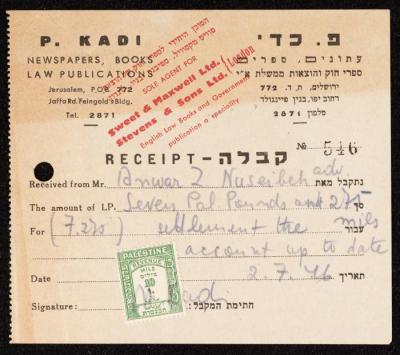 P. KADI
NEWSPAPERS, BOOKS
LAW PUBLICATIONS
Jerusalem, POB 772
Jaffa Rd. Feingold's Bldg.
Tel. 2871
SOLE AGENT FOR
Sweet & Maxwell Ltd.
Stevens & Sons Ltd. / London
English Law Books and Government
publication a speciality
פ. כדי
עתונים, ספרים
ספרי חוק והוצאות ממשלת א״י
ירושלים, ת. ד. 772
רחוב יפו, בנין פיינגולד
טלפון 2871
№ 546
RECEIPT - קבלה
Received from Mr. Anwar Z Nuseibeh adv. נתקבל מאת
The amount of LP. Seven Pal Pounds and 275 סך
mils
For (7.275) settlement the עבור
account up to date
Date 2.7.46 תאריך
PALESTINE
REVENUE
MILS
Signature: Kadi חתימת המקבל: